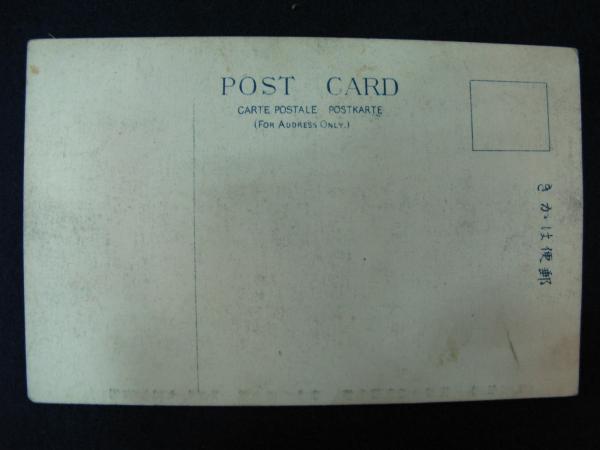 POST CARD
CARTE POSTALE POSTKARTE
(FOR ADDRESS ONLY.)
きかは便郵